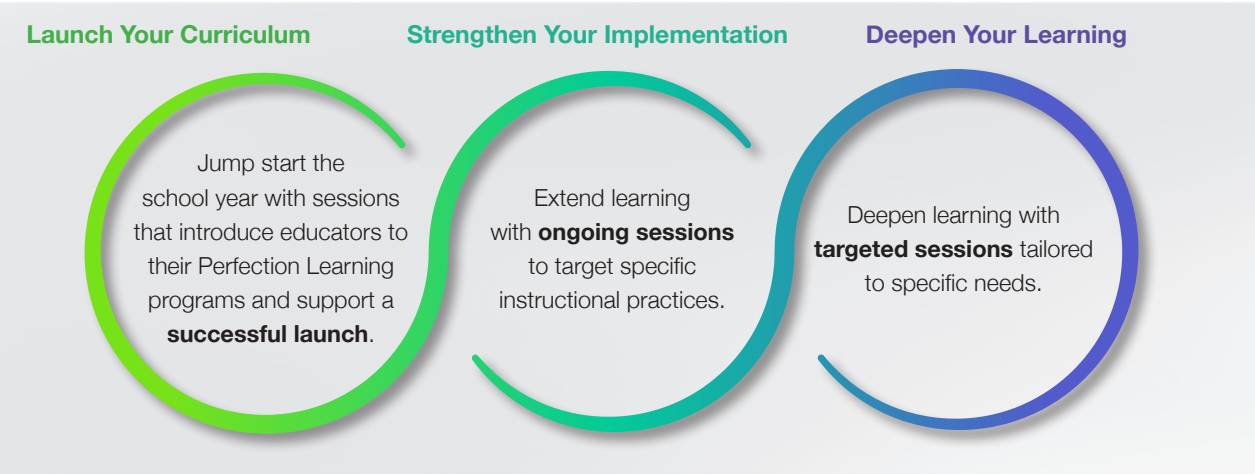 Launch Your Curriculum
Jump start the
school year with sessions
that introduce educators to
their Perfection Learning
programs and support a
successful launch.
Strengthen Your Implementation
Extend learning
with ongoing sessions
to target specific
instructional practices.
Deepen Your Learning
Deepen learning with
targeted sessions tailored
to specific needs.